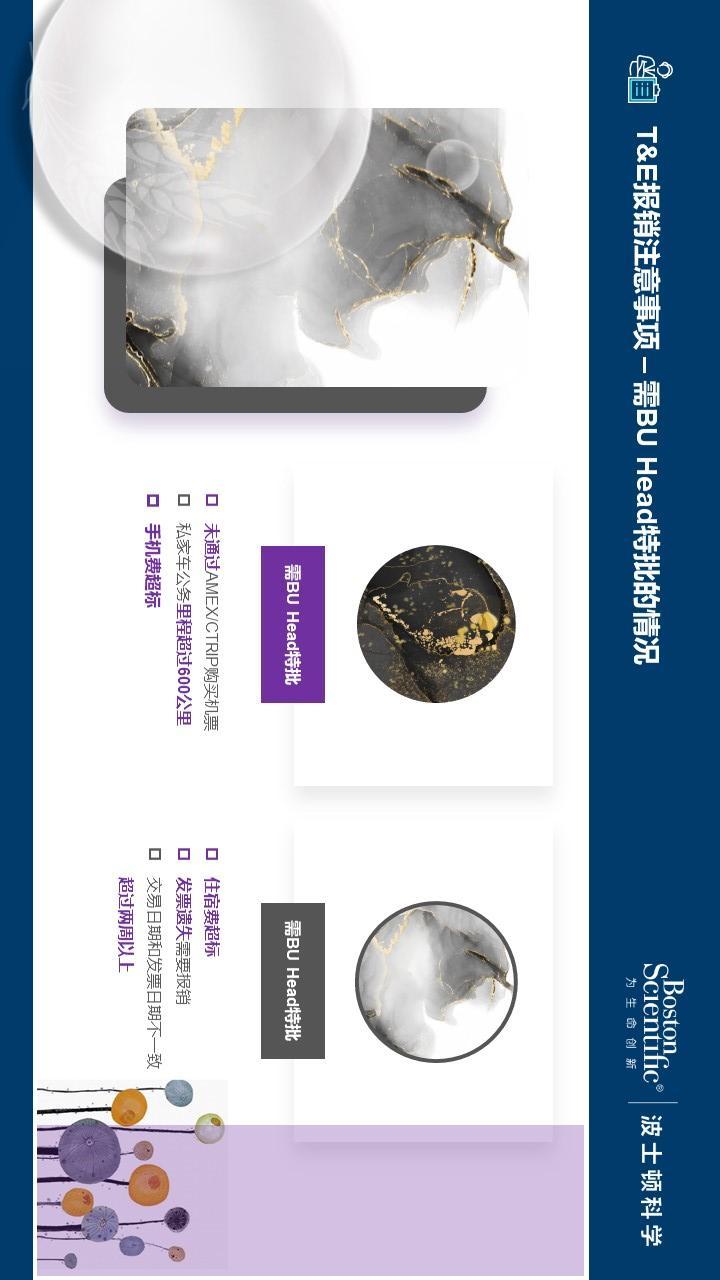 T&E报销注意事项 – 需BU Head特批的情况
Boston
Scientific®
为生命创新
波士顿科学
需BU Head特批
未通过AMEX/CTRIP购买机票
私家车公务里程超过600公里
手机费超标
需BU Head特批
住宿费超标
发票遗失需要报销
交易日期和发票日期不一致
超过两周以上